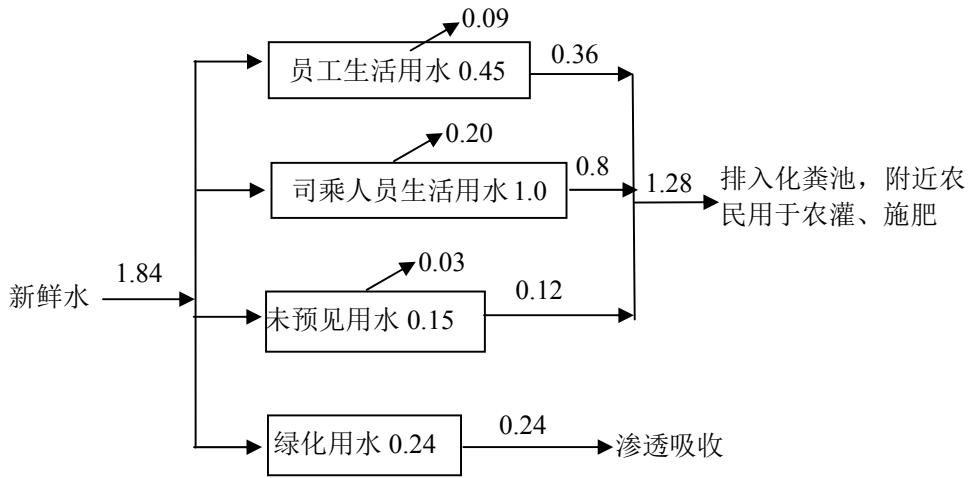 0.09
员工生活用水 0.45
0.36
0.20
司乘人员生活用水 1.0
0.8
1.28
排入化粪池，附近农
民用于农灌、施肥
新鲜水
1.84
0.03
未预见用水 0.15
0.12
绿化用水 0.24
0.24
渗透吸收